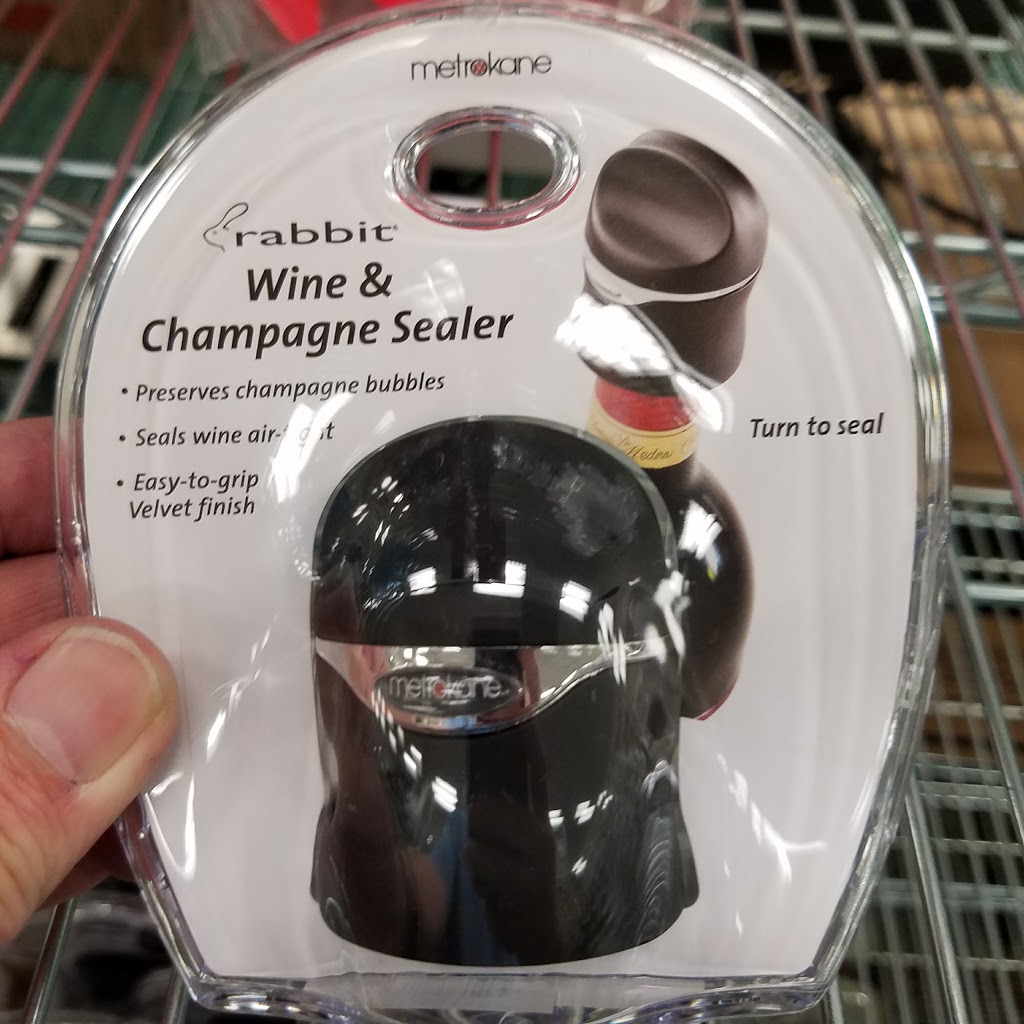 metrokane
rabbit
Wine &
Champagne Sealer
• Preserves champagne bubbles
• Seals wine air-
• Easy-to-grip
Velvet finish
Turn to seal
metrokane